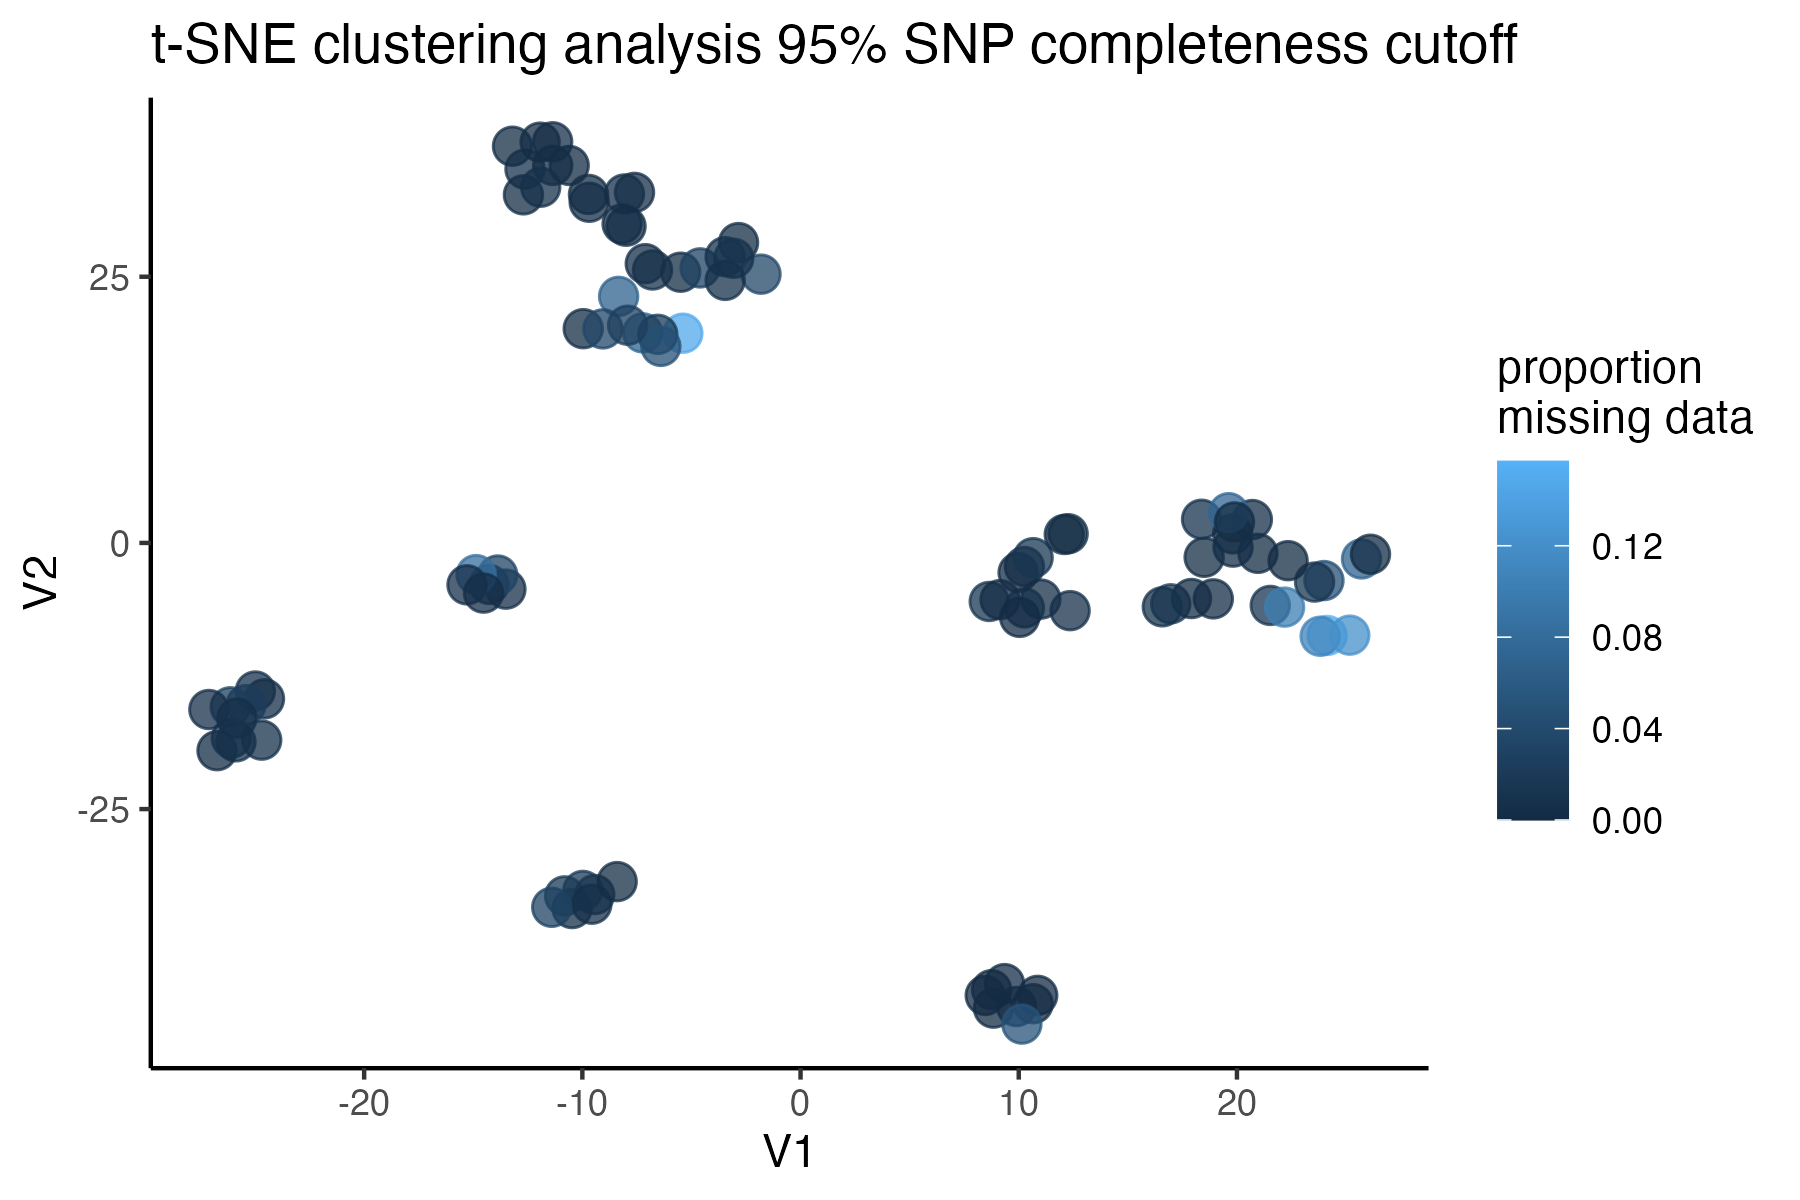 t-SNE clustering analysis 95% SNP completeness cutoff
V2
25
0
-25
-20
-10
0
10
20
V1
proportion
missing data
0.12
0.08
0.04
0.00